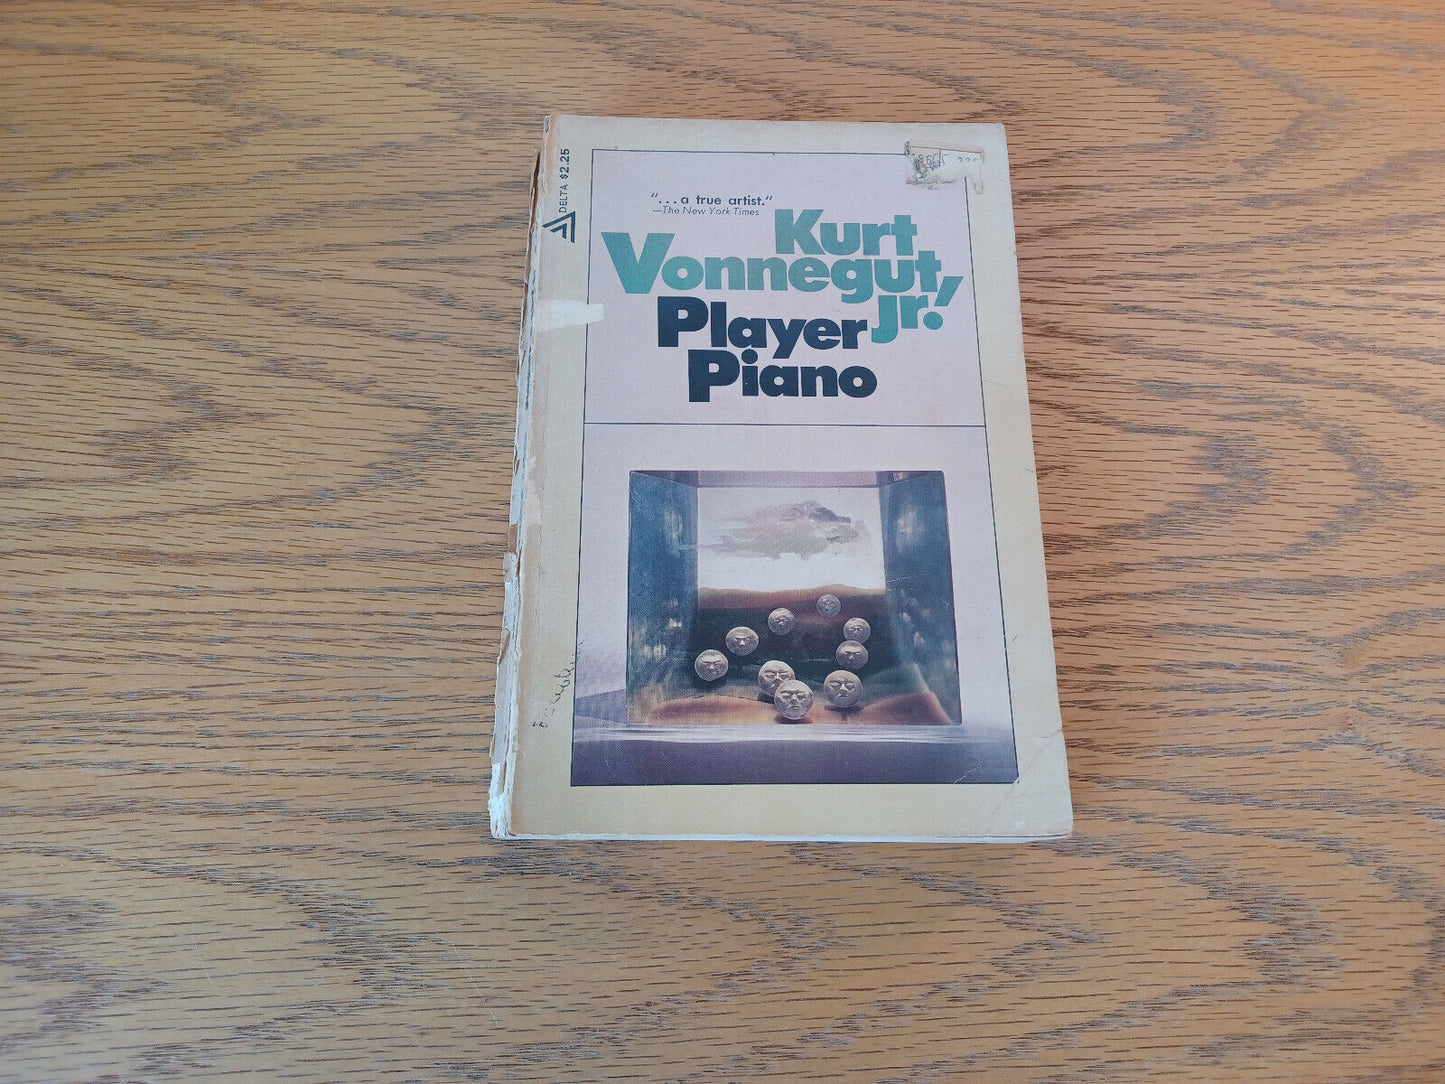 DELTA $2.25
"...a true artist."
—The New York Times
Kurt
Vonnegut,
jr.!
Player
Piano